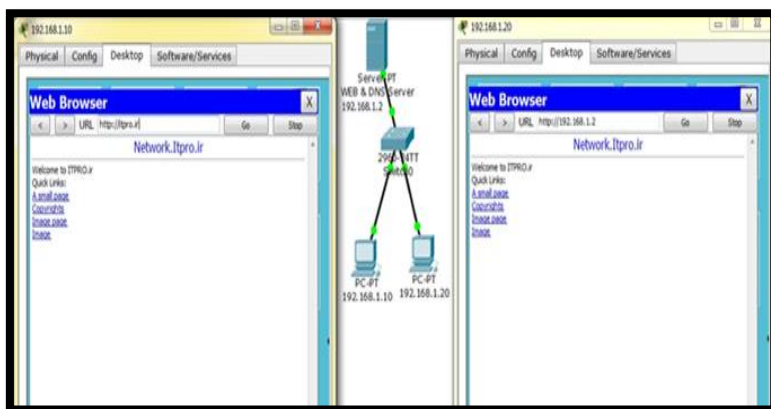 192.168.1.10
Physical Config Desktop Software/Services
Web Browser X
< > URL http://itpro.ir Go Stop
Network.Itpro.ir
Welcome to ITPRO.ir
Quick Links:
A small page
Copyrights
Image page
Image
Server-PT
WEB & DNS Server
192.168.1.2
2960-24TT
Switch0
PC-PT
192.168.1.10
PC-PT
192.168.1.20
192.168.1.20
Physical Config Desktop Software/Services
Web Browser X
< > URL http://192.168.1.2 Go Stop
Network.Itpro.ir
Welcome to ITPRO.ir
Quick Links:
A small page
Copyrights
Image page
Image